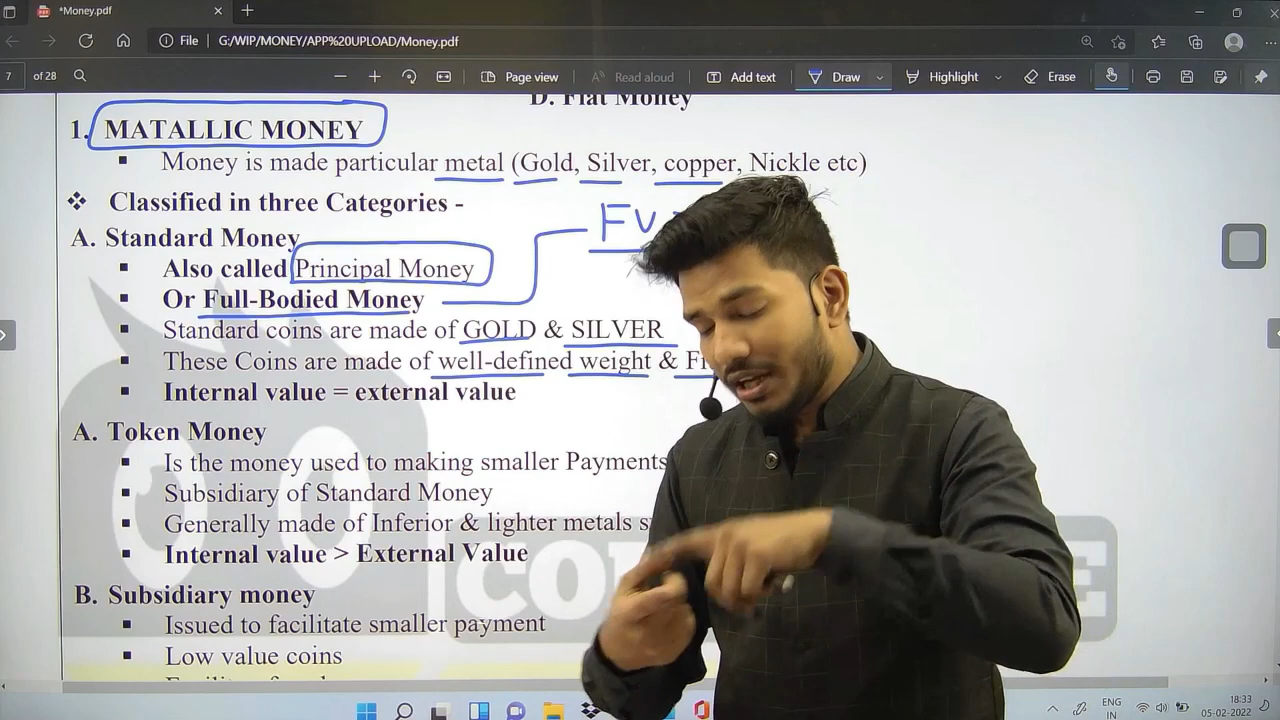 *Money.pdf
File G:/WIP/MONEY/APP%20UPLOAD/Money.pdf
7 of 28 Page view Read aloud Add text Draw Highlight Erase
D. Fiat Money
1. MATALLIC MONEY
Money is made particular metal (Gold, Silver, copper, Nickle etc)
Classified in three Categories -
A. Standard Money
Fv
Also called Principal Money
Or Full-Bodied Money
Standard coins are made of GOLD & SILVER
These Coins are made of well-defined weight &
Internal value = external value
A. Token Money
Is the money used to making smaller Payments
Subsidiary of Standard Money
Generally made of Inferior & lighter metals
Internal value > External Value
B. Subsidiary money
Issued to facilitate smaller payment
Low value coins
ENG
IN
18:33
05-02-2022